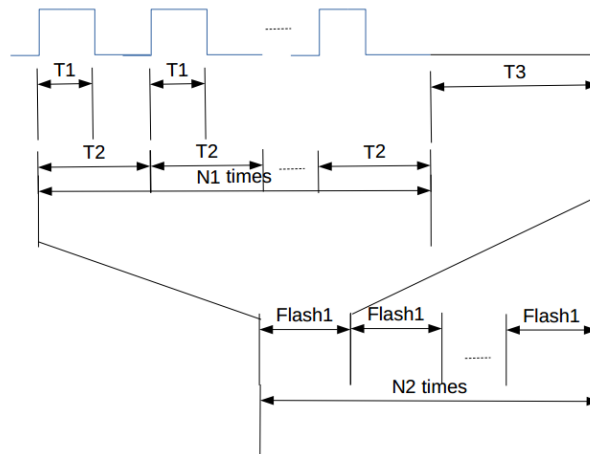 T1 T1 T3
T2 T2 T2
N1 times
Flash1 Flash1 Flash1
N2 times